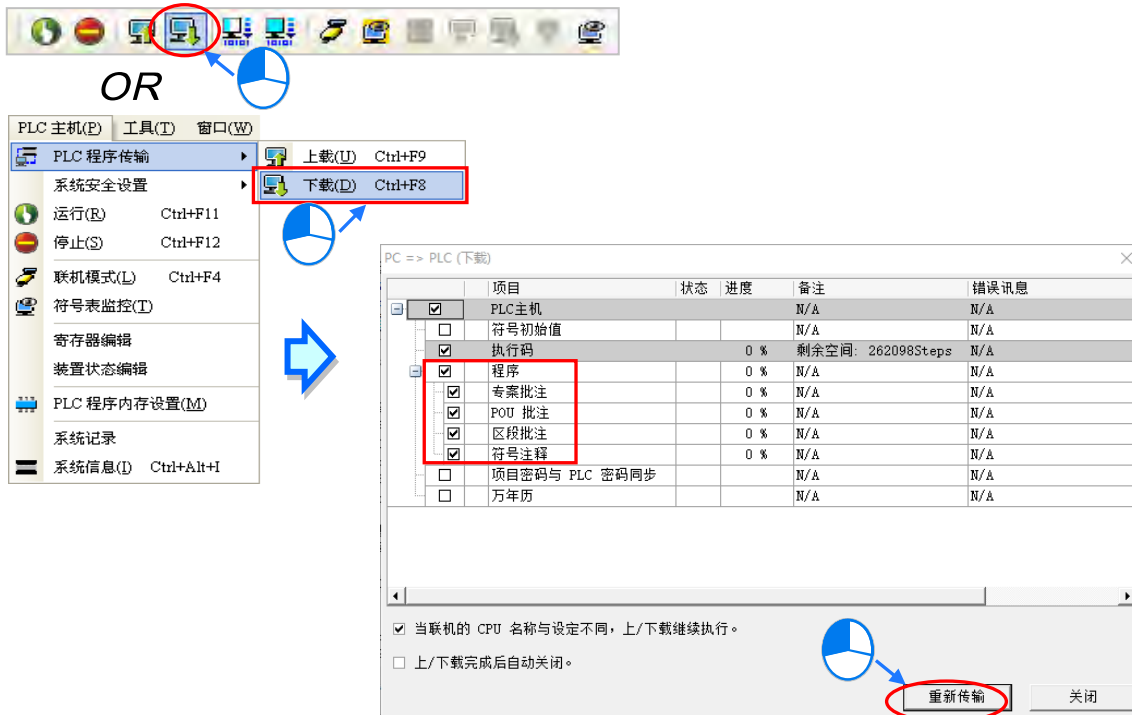 OR
PLC 主机(P) 工具(T) 窗口(W)
PLC 程序传输
上载(U) Ctrl+F9
系统安全设置
下载(D) Ctrl+F8
运行(R) Ctrl+F11
停止(S) Ctrl+F12
联机模式(L) Ctrl+F4
符号表监控(T)
寄存器编辑
装置状态编辑
PLC 程序内存设置(M)
系统记录
系统信息(I) Ctrl+Alt+I
PC => PLC (下载)
项目 状态 进度 备注 错误讯息
PLC主机 N/A N/A
符号初始值 N/A N/A
执行码 0 % 剩余空间: 262098Steps N/A
程序 0 % N/A N/A
专案批注 0 % N/A N/A
POU 批注 0 % N/A N/A
区段批注 0 % N/A N/A
符号注释 0 % N/A N/A
项目密码与 PLC 密码同步 N/A N/A
万年历 N/A N/A
当联机的 CPU 名称与设定不同，上/下载继续执行。
上/下载完成后自动关闭。
重新传输 关闭